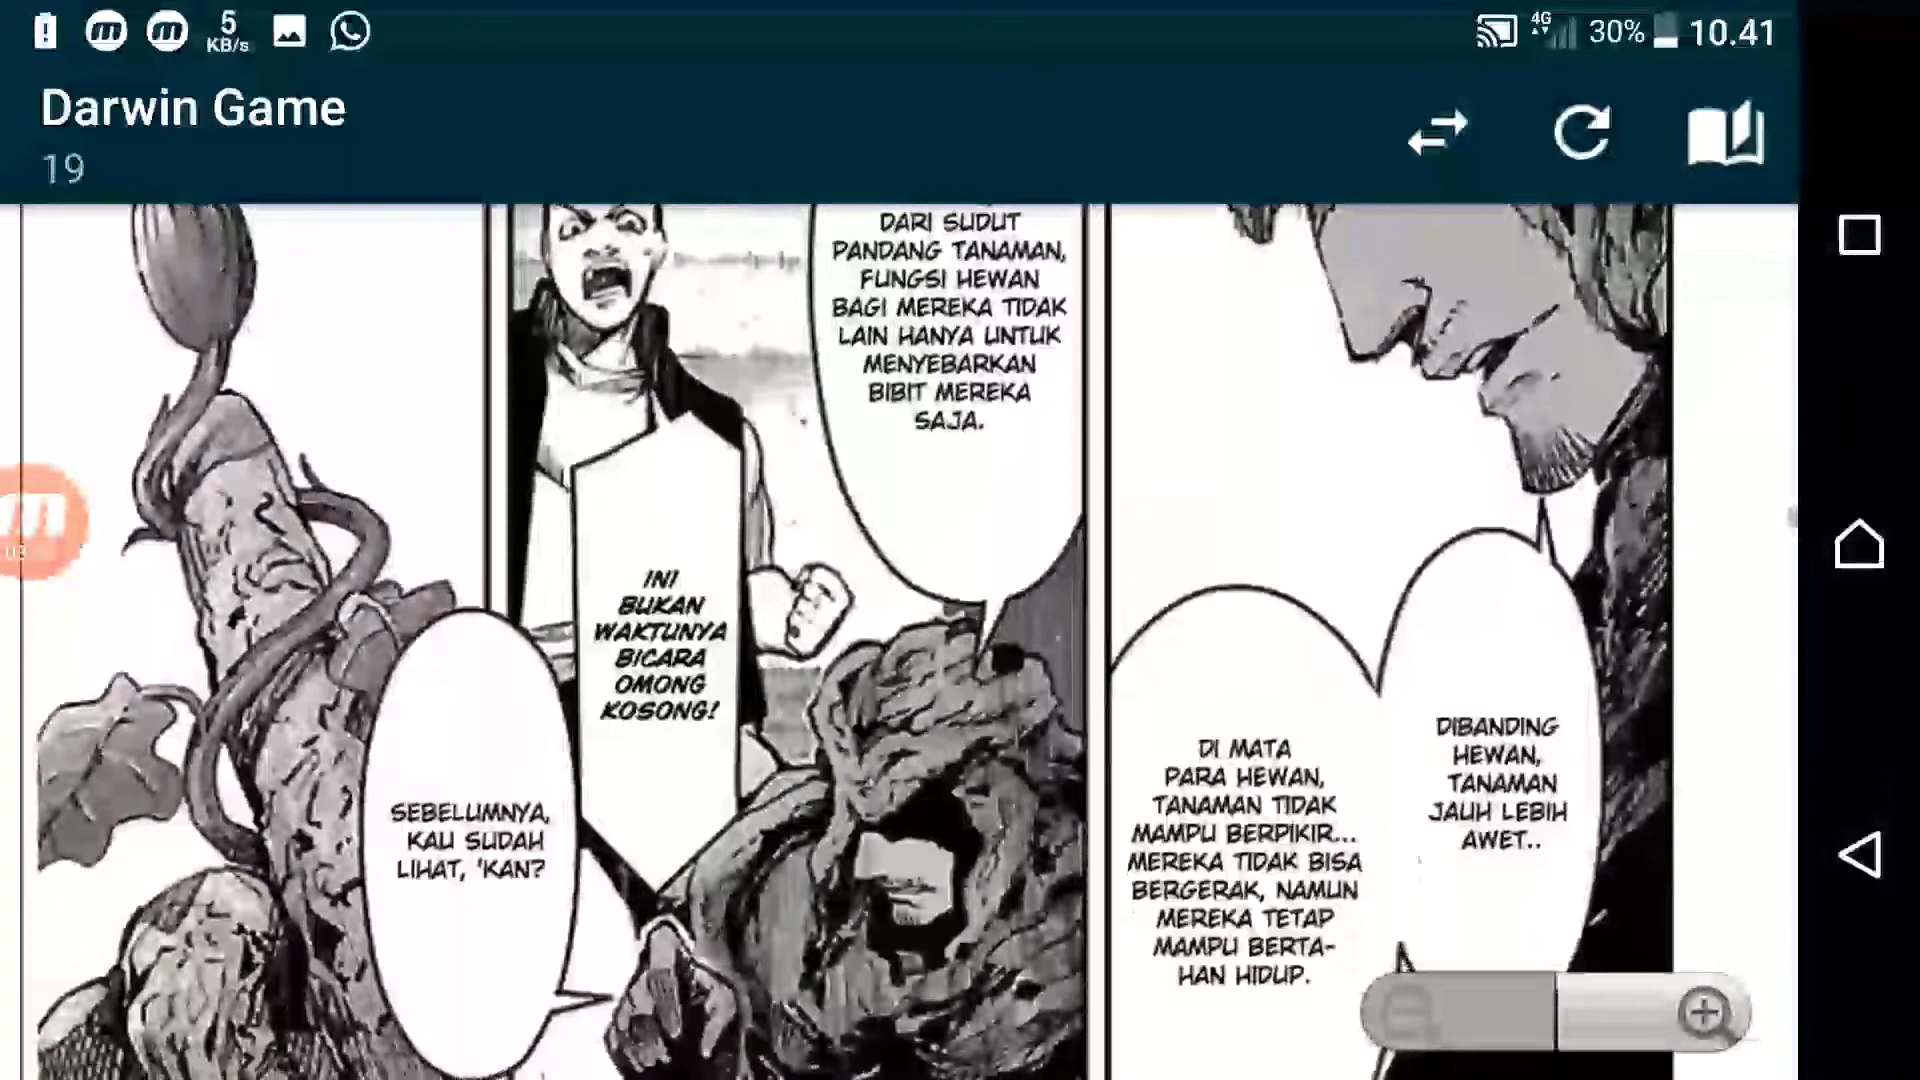 5
KB/s
4G
30%
10.41
Darwin Game
19
DIBANDING
HEWAN,
TANAMAN
JAUH LEBIH
AWET..
DI MATA
PARA HEWAN,
TANAMAN TIDAK
MAMPU BERPIKIR...
MEREKA TIDAK BISA
BERGERAK, NAMUN
MEREKA TETAP
MAMPU BERTA-
HAN HIDUP.
DARI SUDUT
PANDANG TANAMAN,
FUNGSI HEWAN
BAGI MEREKA TIDAK
LAIN HANYA UNTUK
MENYEBARKAN
BIBIT MEREKA
SAJA.
INI
BUKAN
WAKTUNYA
BICARA
OMONG
KOSONG!
SEBELUMNYA,
KAU SUDAH
LIHAT, 'KAN?